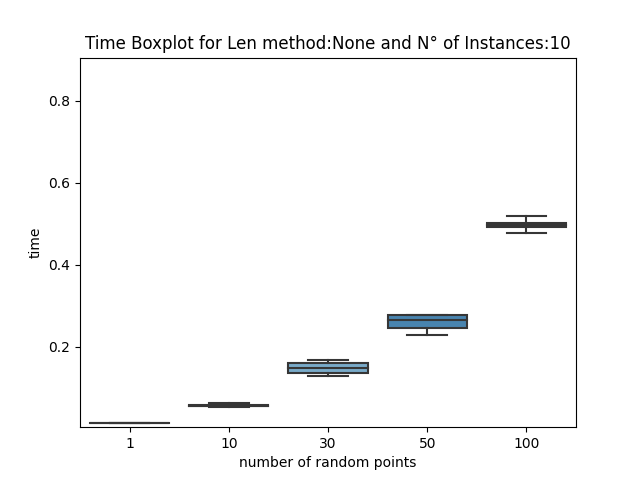 Time Boxplot for Len method:None and N° of Instances:10
0.8
0.6
0.4
0.2
time
1 10 30 50 100
number of random points